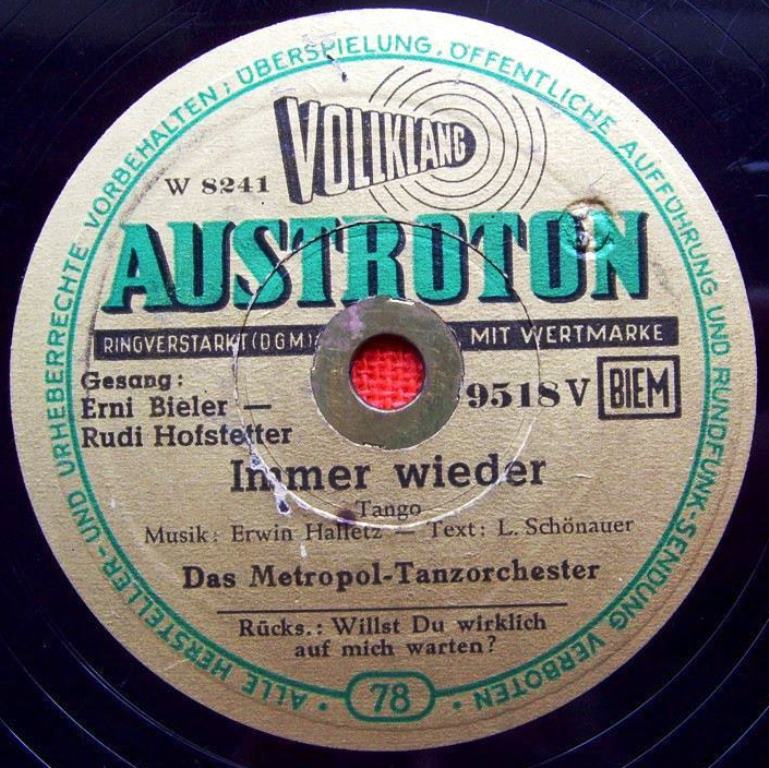 ALLE HERSTELLER- UND URHEBERRECHTE VORBEHALTEN; ÜBERSPIELUNG, ÖFFENTLICHE AUFFÜHRUNG UND RUNDFUNK-SENDUNG VERBOTEN
VOLLKLANG
W 8241
AUSTROTON
RINGVERSTARKT (DGM) MIT WERTMARKE
Gesang:
Erni Bieler —
Rudi Hofstetter
9518 V BIEM
Immer wieder
Tango
Musik: Erwin Halletz — Text: L. Schönauer
Das Metropol-Tanzorchester
Rücks.: Willst Du wirklich
auf mich warten?
78